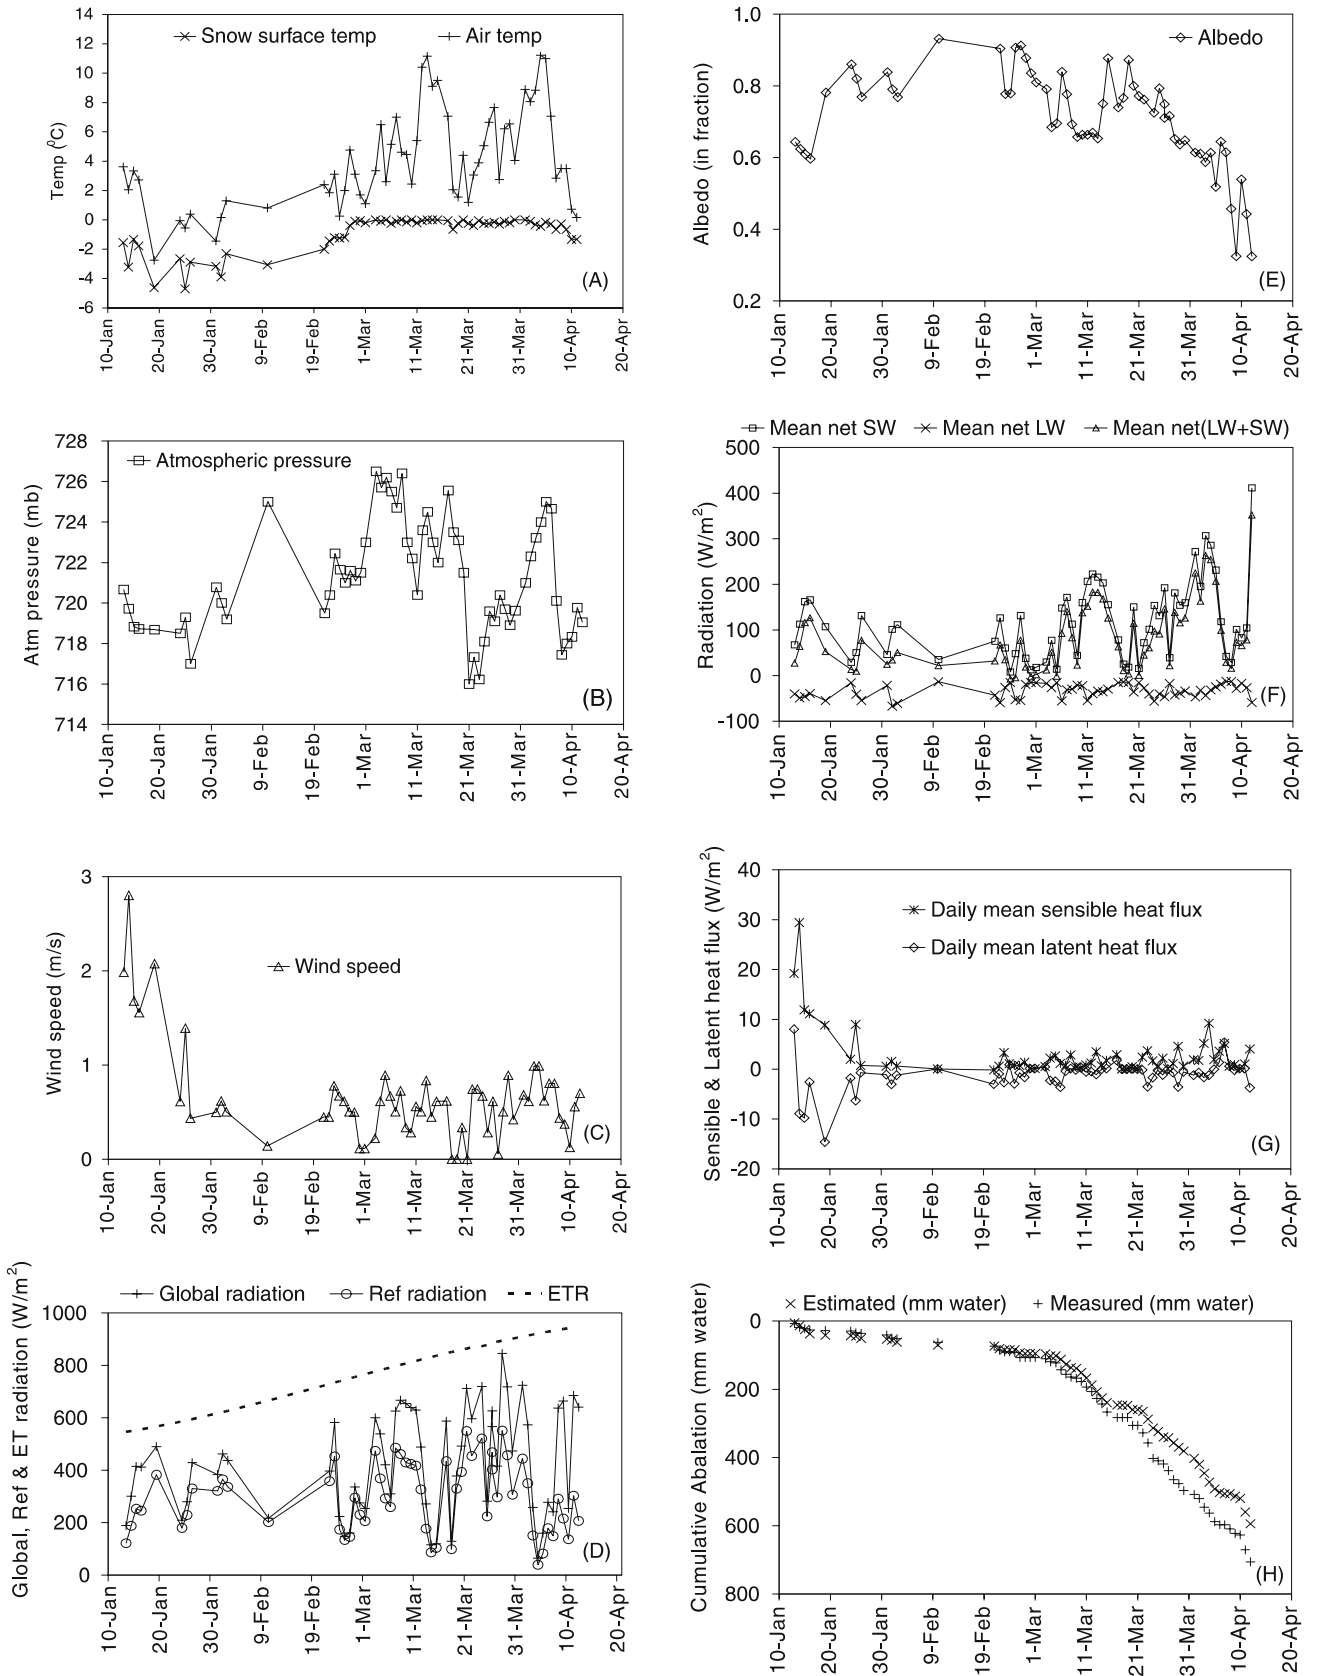 Temp (⁰C)
14
12
10
8
6
4
2
0
-2
-4
-6
Snow surface temp
Air temp
(A)
10-Jan
20-Jan
30-Jan
9-Feb
19-Feb
1-Mar
11-Mar
21-Mar
31-Mar
10-Apr
20-Apr
Atm pressure (mb)
728
726
724
722
720
718
716
714
Atmospheric pressure
(B)
10-Jan
20-Jan
30-Jan
9-Feb
19-Feb
1-Mar
11-Mar
21-Mar
31-Mar
10-Apr
20-Apr
Wind speed (m/s)
3
2
1
0
Wind speed
(C)
10-Jan
20-Jan
30-Jan
9-Feb
19-Feb
1-Mar
11-Mar
21-Mar
31-Mar
10-Apr
20-Apr
Global, Ref & ET radiation (W/m²)
Global radiation
Ref radiation
ETR
1000
800
600
400
200
0
(D)
10-Jan
20-Jan
30-Jan
9-Feb
19-Feb
1-Mar
11-Mar
21-Mar
31-Mar
10-Apr
20-Apr
Albedo (in fraction)
1.0
0.8
0.6
0.4
0.2
Albedo
(E)
10-Jan
20-Jan
30-Jan
9-Feb
19-Feb
1-Mar
11-Mar
21-Mar
31-Mar
10-Apr
20-Apr
Mean net SW
Mean net LW
Mean net(LW+SW)
Radiation (W/m²)
500
400
300
200
100
0
-100
(F)
10-Jan
20-Jan
30-Jan
9-Feb
19-Feb
1-Mar
11-Mar
21-Mar
31-Mar
10-Apr
20-Apr
Sensible & Latent heat flux (W/m²)
40
30
20
10
0
-10
-20
Daily mean sensible heat flux
Daily mean latent heat flux
(G)
10-Jan
20-Jan
30-Jan
9-Feb
19-Feb
1-Mar
11-Mar
21-Mar
31-Mar
10-Apr
20-Apr
Cumulative Abalation (mm water)
0
200
400
600
800
Estimated (mm water)
Measured (mm water)
(H)
10-Jan
20-Jan
30-Jan
9-Feb
19-Feb
1-Mar
11-Mar
21-Mar
31-Mar
10-Apr
20-Apr